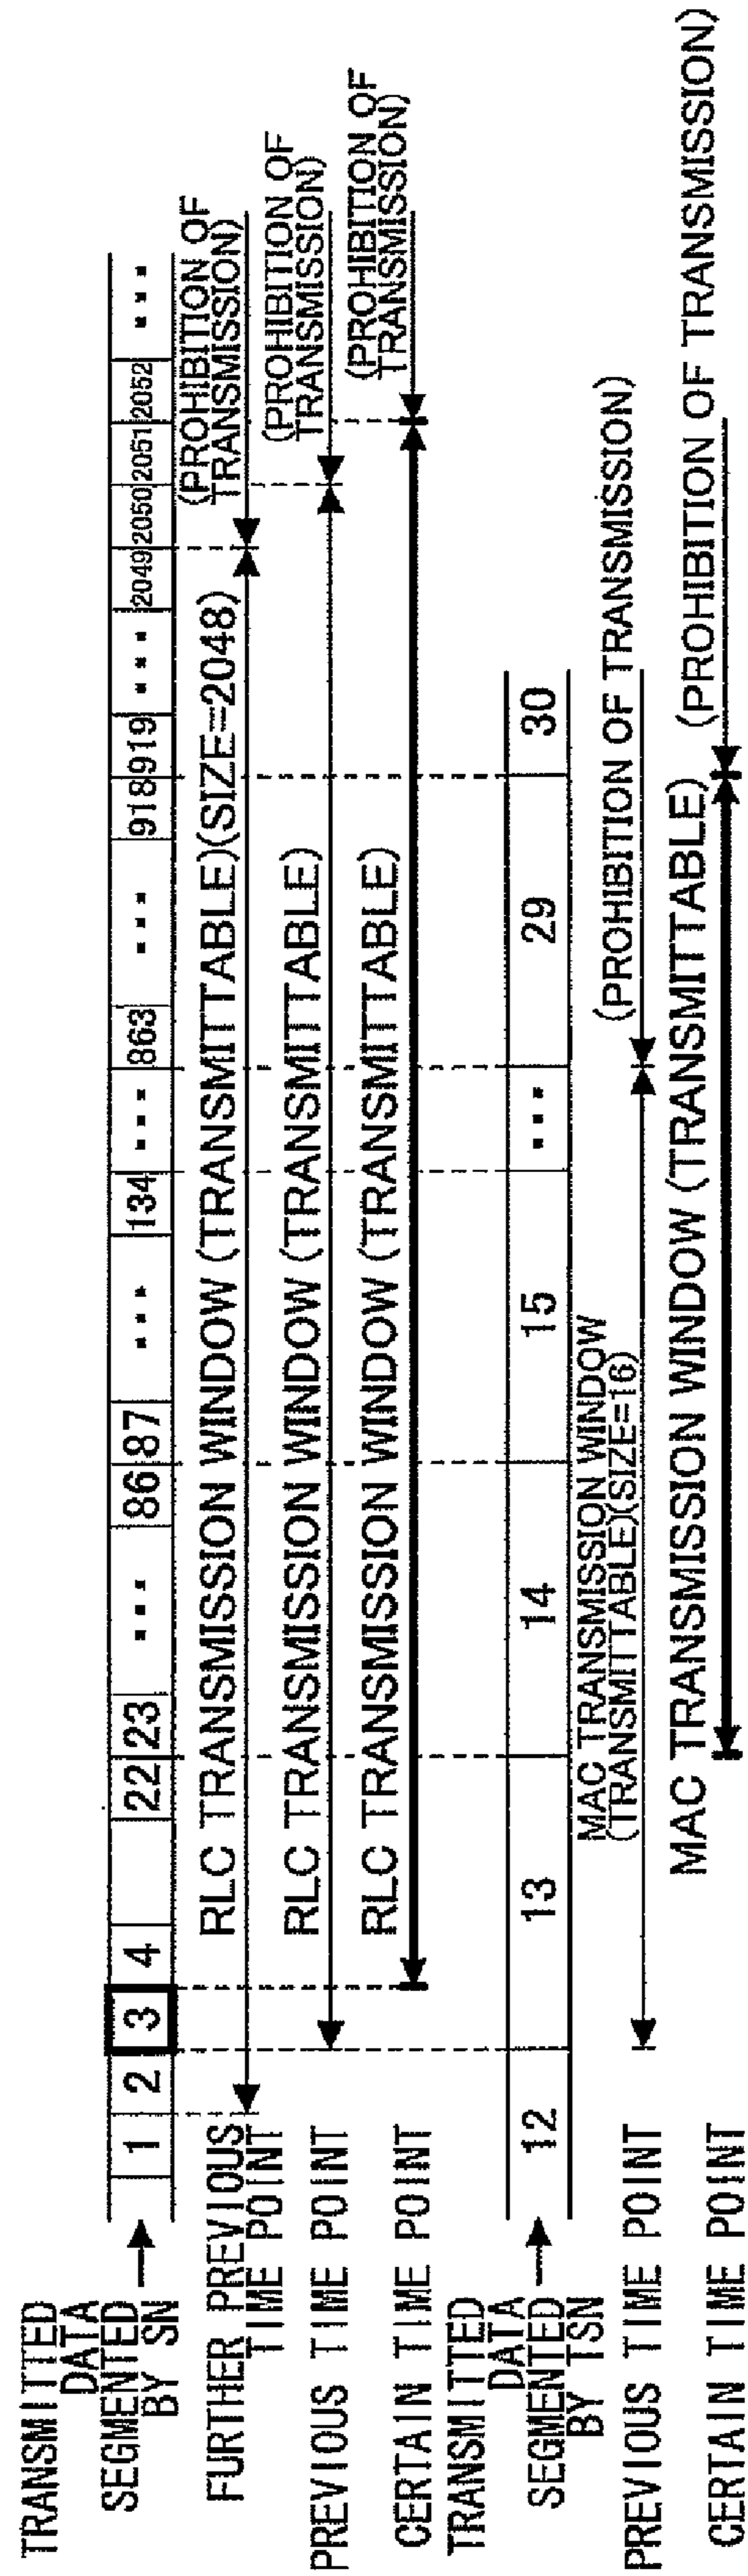 TRANSMITTED
DATA
SEGMENTED
BY SN
1 2 3 4 22 23 ... 86 87 ... 134 ... 863 ... 918 919 ... 2049 2050 2051 2052 ...
FURTHER PREVIOUS
TIME POINT
RLC TRANSMISSION WINDOW (TRANSMITTABLE)(SIZE=2048)
(PROHIBITION OF
TRANSMISSION)
PREVIOUS TIME POINT
RLC TRANSMISSION WINDOW (TRANSMITTABLE)
(PROHIBITION OF
TRANSMISSION)
CERTAIN TIME POINT
RLC TRANSMISSION WINDOW (TRANSMITTABLE)
(PROHIBITION OF
TRANSMISSION)
TRANSMITTED
DATA
SEGMENTED
BY TSN
12 13 14 15 ... 29 30
PREVIOUS TIME POINT
MAC TRANSMISSION WINDOW
(TRANSMITTABLE)(SIZE=16)
(PROHIBITION OF TRANSMISSION)
CERTAIN TIME POINT
MAC TRANSMISSION WINDOW (TRANSMITTABLE)
(PROHIBITION OF TRANSMISSION)